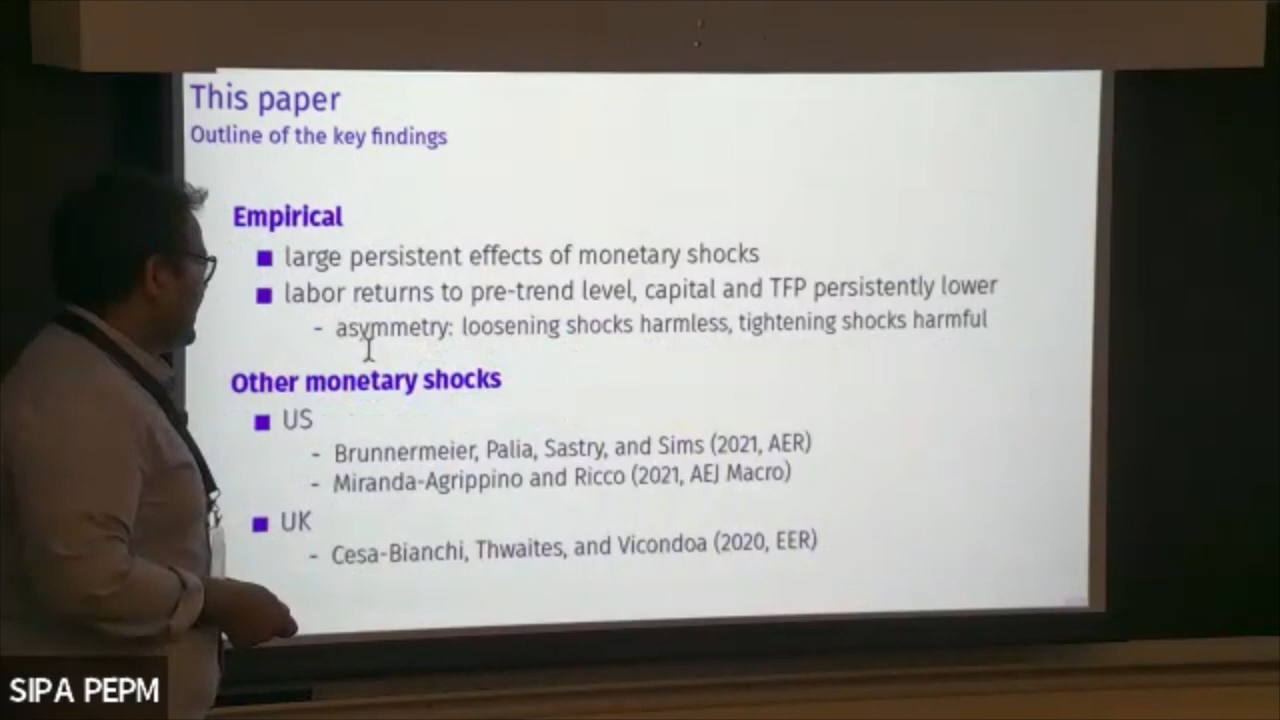 This paper
Outline of the key findings
Empirical
■ large persistent effects of monetary shocks
■ labor returns to pre-trend level, capital and TFP persistently lower
- asymmetry: loosening shocks harmless, tightening shocks harmful
Other monetary shocks
■ US
- Brunnermeier, Palia, Sastry, and Sims (2021, AER)
- Miranda-Agrippino and Ricco (2021, AEJ Macro)
■ UK
- Cesa-Bianchi, Thwaites, and Vicondoa (2020, EER)
SIPA PEPM